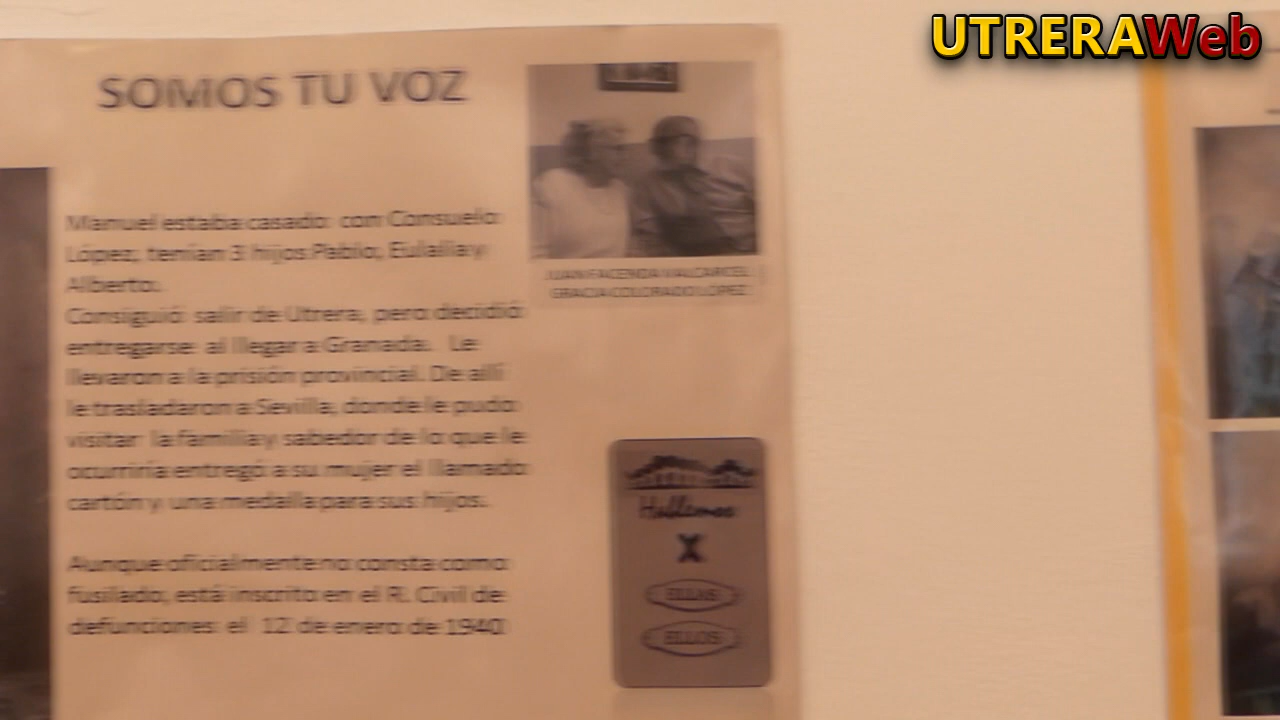 UTRERAWeb
SOMOS TU VOZ
Manuel estaba casado con Consuelo
López, tenían 3 hijos Pablo, Eulalia y
Alberto.
Consiguió salir de Utrera, pero decidió
entregarse al llegar a Granada. Le
llevaron a la prisión provincial. De allí
le trasladaron a Sevilla, donde le pudo
visitar la familia y sabedor de lo que le
ocurriría entregó a su mujer el llamado
cartón y una medalla para sus hijos.
Aunque oficialmente no consta como
fusilado, está inscrito en el R. Civil de
defunciones el 12 de enero de 1940
JUAN FACENDA VALCARCEL
GRACIA COLORADO LOPEZ
Hablemos
X
ELLAS
ELLOS